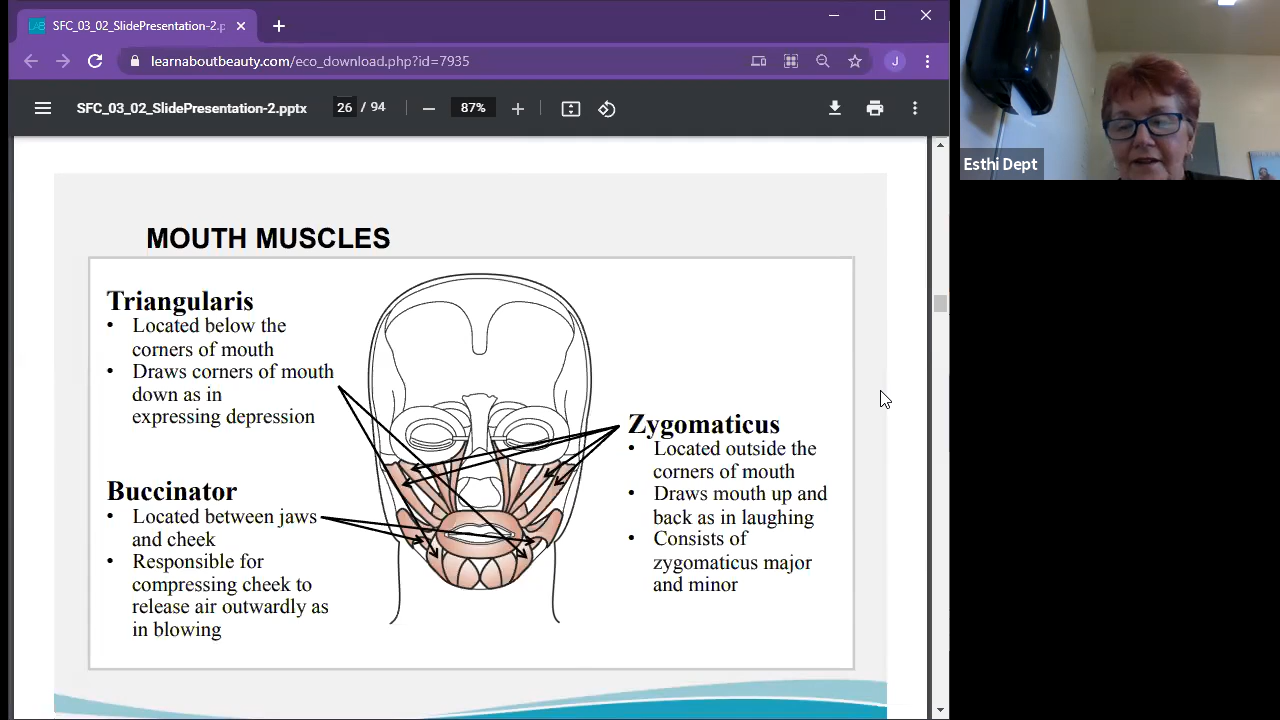 SFC_03_02_SlidePresentation-2.p
learnaboutbeauty.com/eco_download.php?id=7935
J
SFC_03_02_SlidePresentation-2.pptx
26 / 94
87%
Esthi Dept
MOUTH MUSCLES
Triangularis
• Located below the
corners of mouth
• Draws corners of mouth
down as in
expressing depression
Buccinator
• Located between jaws
and cheek
• Responsible for
compressing cheek to
release air outwardly as
in blowing
Zygomaticus
• Located outside the
corners of mouth
• Draws mouth up and
back as in laughing
• Consists of
zygomaticus major
and minor